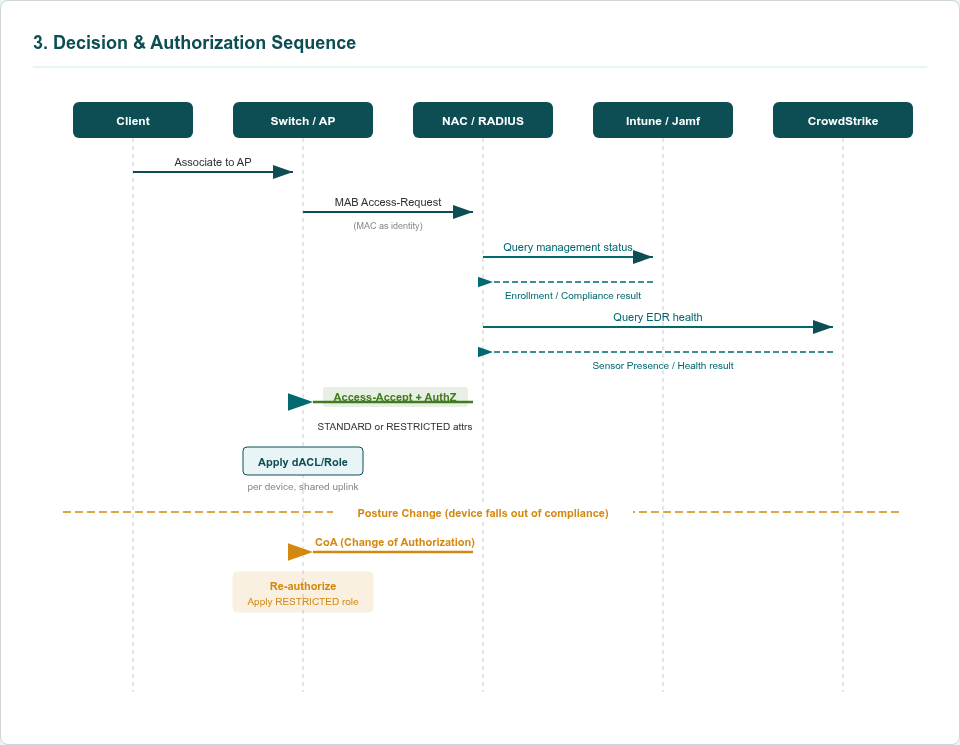 3. Decision & Authorization Sequence
Client
Switch / AP
NAC / RADIUS
Intune / Jamf
CrowdStrike
Associate to AP
MAB Access-Request
(MAC as identity)
Query management status
Enrollment / Compliance result
Query EDR health
Sensor Presence / Health result
Access-Accept + AuthZ
STANDARD or RESTRICTED attrs
Apply dACL/Role
per device, shared uplink
Posture Change (device falls out of compliance)
CoA (Change of Authorization)
Re-authorize
Apply RESTRICTED role